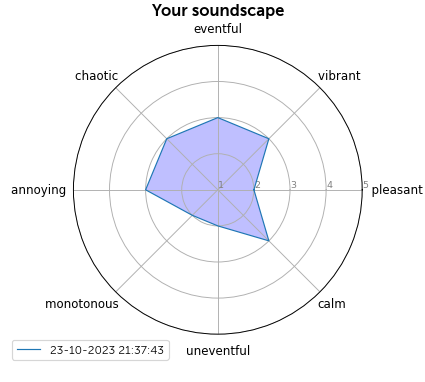 Your soundscape
eventful
chaotic
vibrant
annoying
1 2 3 4 5
pleasant
monotonous
calm
23-10-2023 21:37:43
uneventful